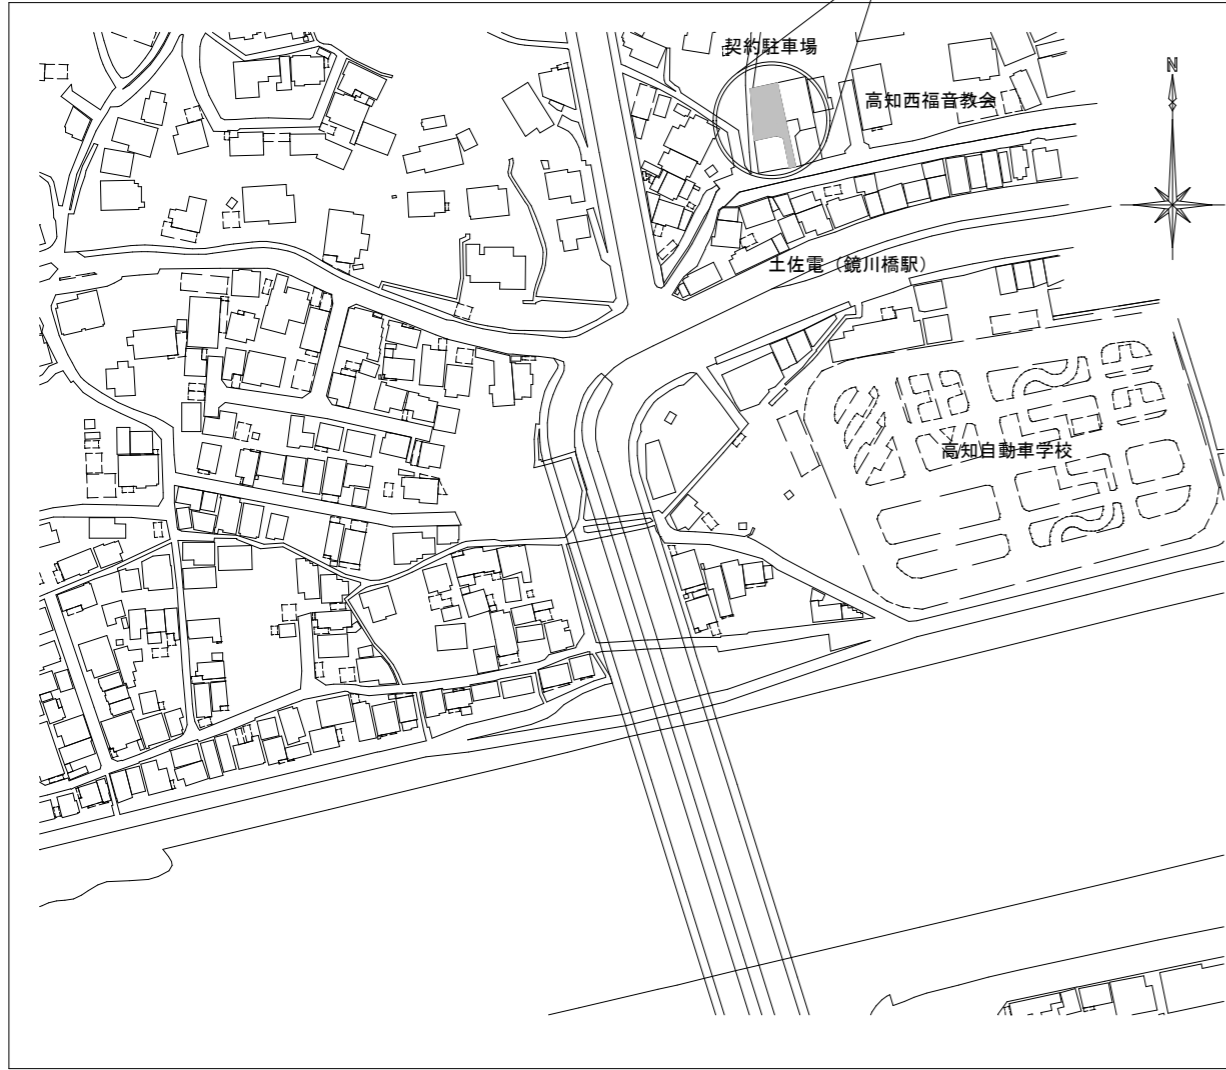 契約駐車場
N
高知西福音教会
土佐電（鏡川橋駅）
高知自動車学校